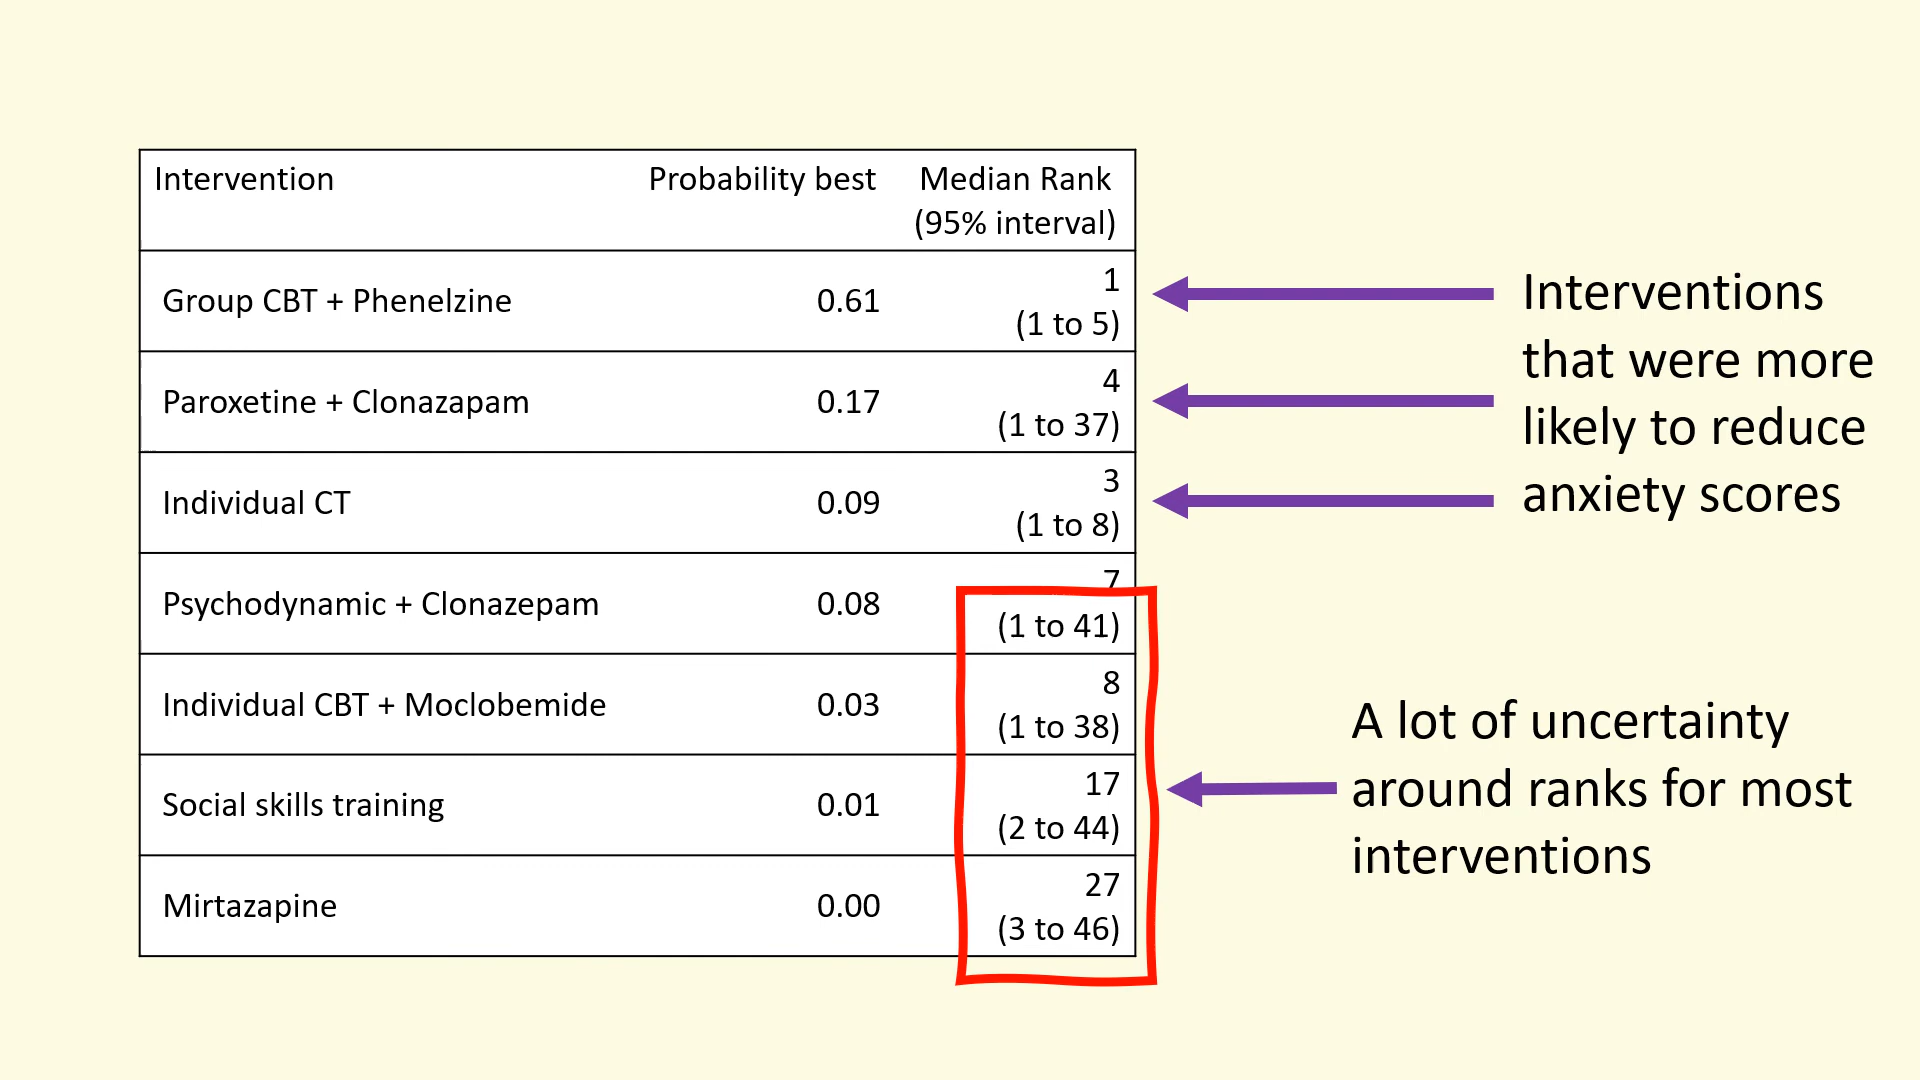 Intervention Probability best Median Rank
(95% interval)
Group CBT + Phenelzine 0.61 1
(1 to 5)
Paroxetine + Clonazapam 0.17 4
(1 to 37)
Individual CT 0.09 3
(1 to 8)
Psychodynamic + Clonazepam 0.08 7
(1 to 41)
Individual CBT + Moclobemide 0.03 8
(1 to 38)
Social skills training 0.01 17
(2 to 44)
Mirtazapine 0.00 27
(3 to 46)
Interventions
that were more
likely to reduce
anxiety scores
A lot of uncertainty
around ranks for most
interventions